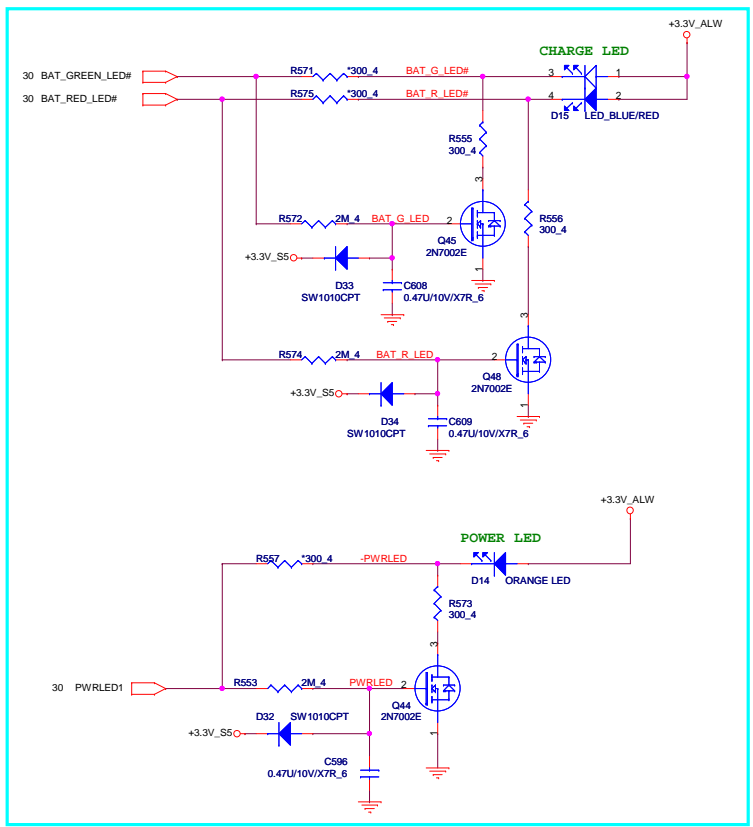 +3.3V_ALW
CHARGE LED
30 BAT_GREEN_LED# R571 *300_4 BAT_G_LED# 3 1
30 BAT_RED_LED# R575 *300_4 BAT_R_LED# 4 2
D15 LED_BLUE/RED
R555
300_4
3
R572 2M_4 BAT_G_LED 2
R556
300_4
Q45
2N7002E
+3.3V_S5
1
D33
SW1010CPT
C608
0.47U/10V/X7R_6
3
R574 2M_4 BAT_R_LED 2
Q48
2N7002E
+3.3V_S5
1
D34
SW1010CPT
C609
0.47U/10V/X7R_6
+3.3V_ALW
POWER LED
R557 *300_4 -PWRLED
D14 ORANGE LED
R573
300_4
3
30 PWRLED1 R553 2M_4 PWRLED 2
Q44
2N7002E
D32 SW1010CPT
+3.3V_S5
1
C596
0.47U/10V/X7R_6